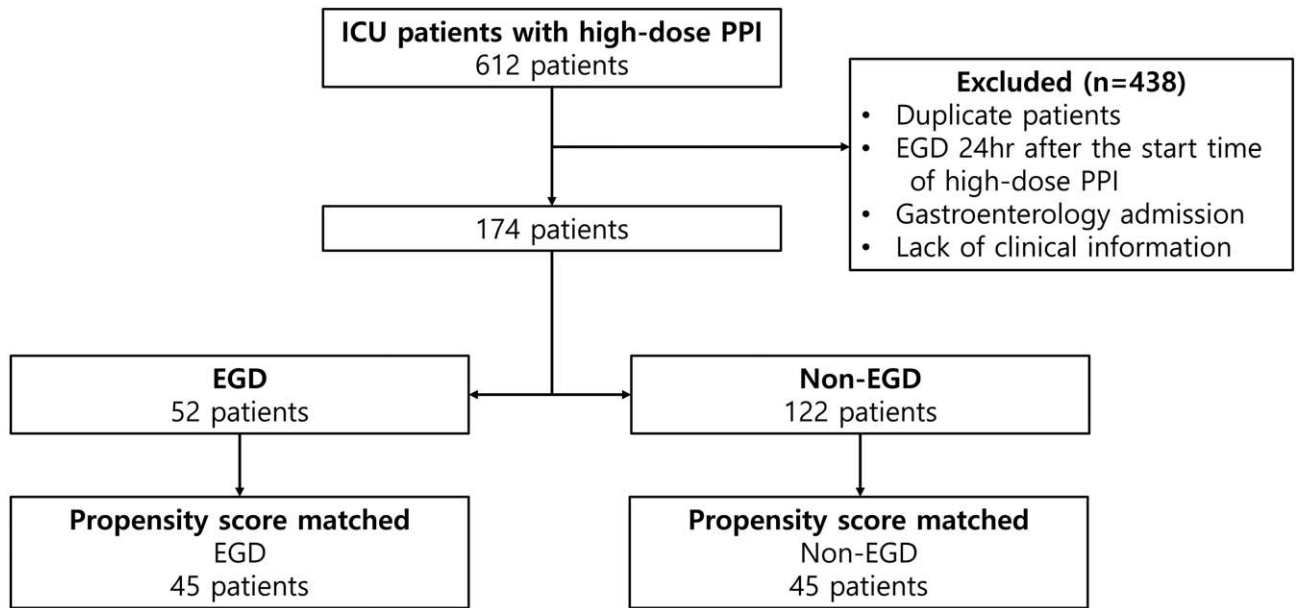 ICU patients with high-dose PPI
612 patients
Excluded (n=438)
• Duplicate patients
• EGD 24hr after the start time
of high-dose PPI
• Gastroenterology admission
• Lack of clinical information
174 patients
EGD
52 patients
Non-EGD
122 patients
Propensity score matched
EGD
45 patients
Propensity score matched
Non-EGD
45 patients